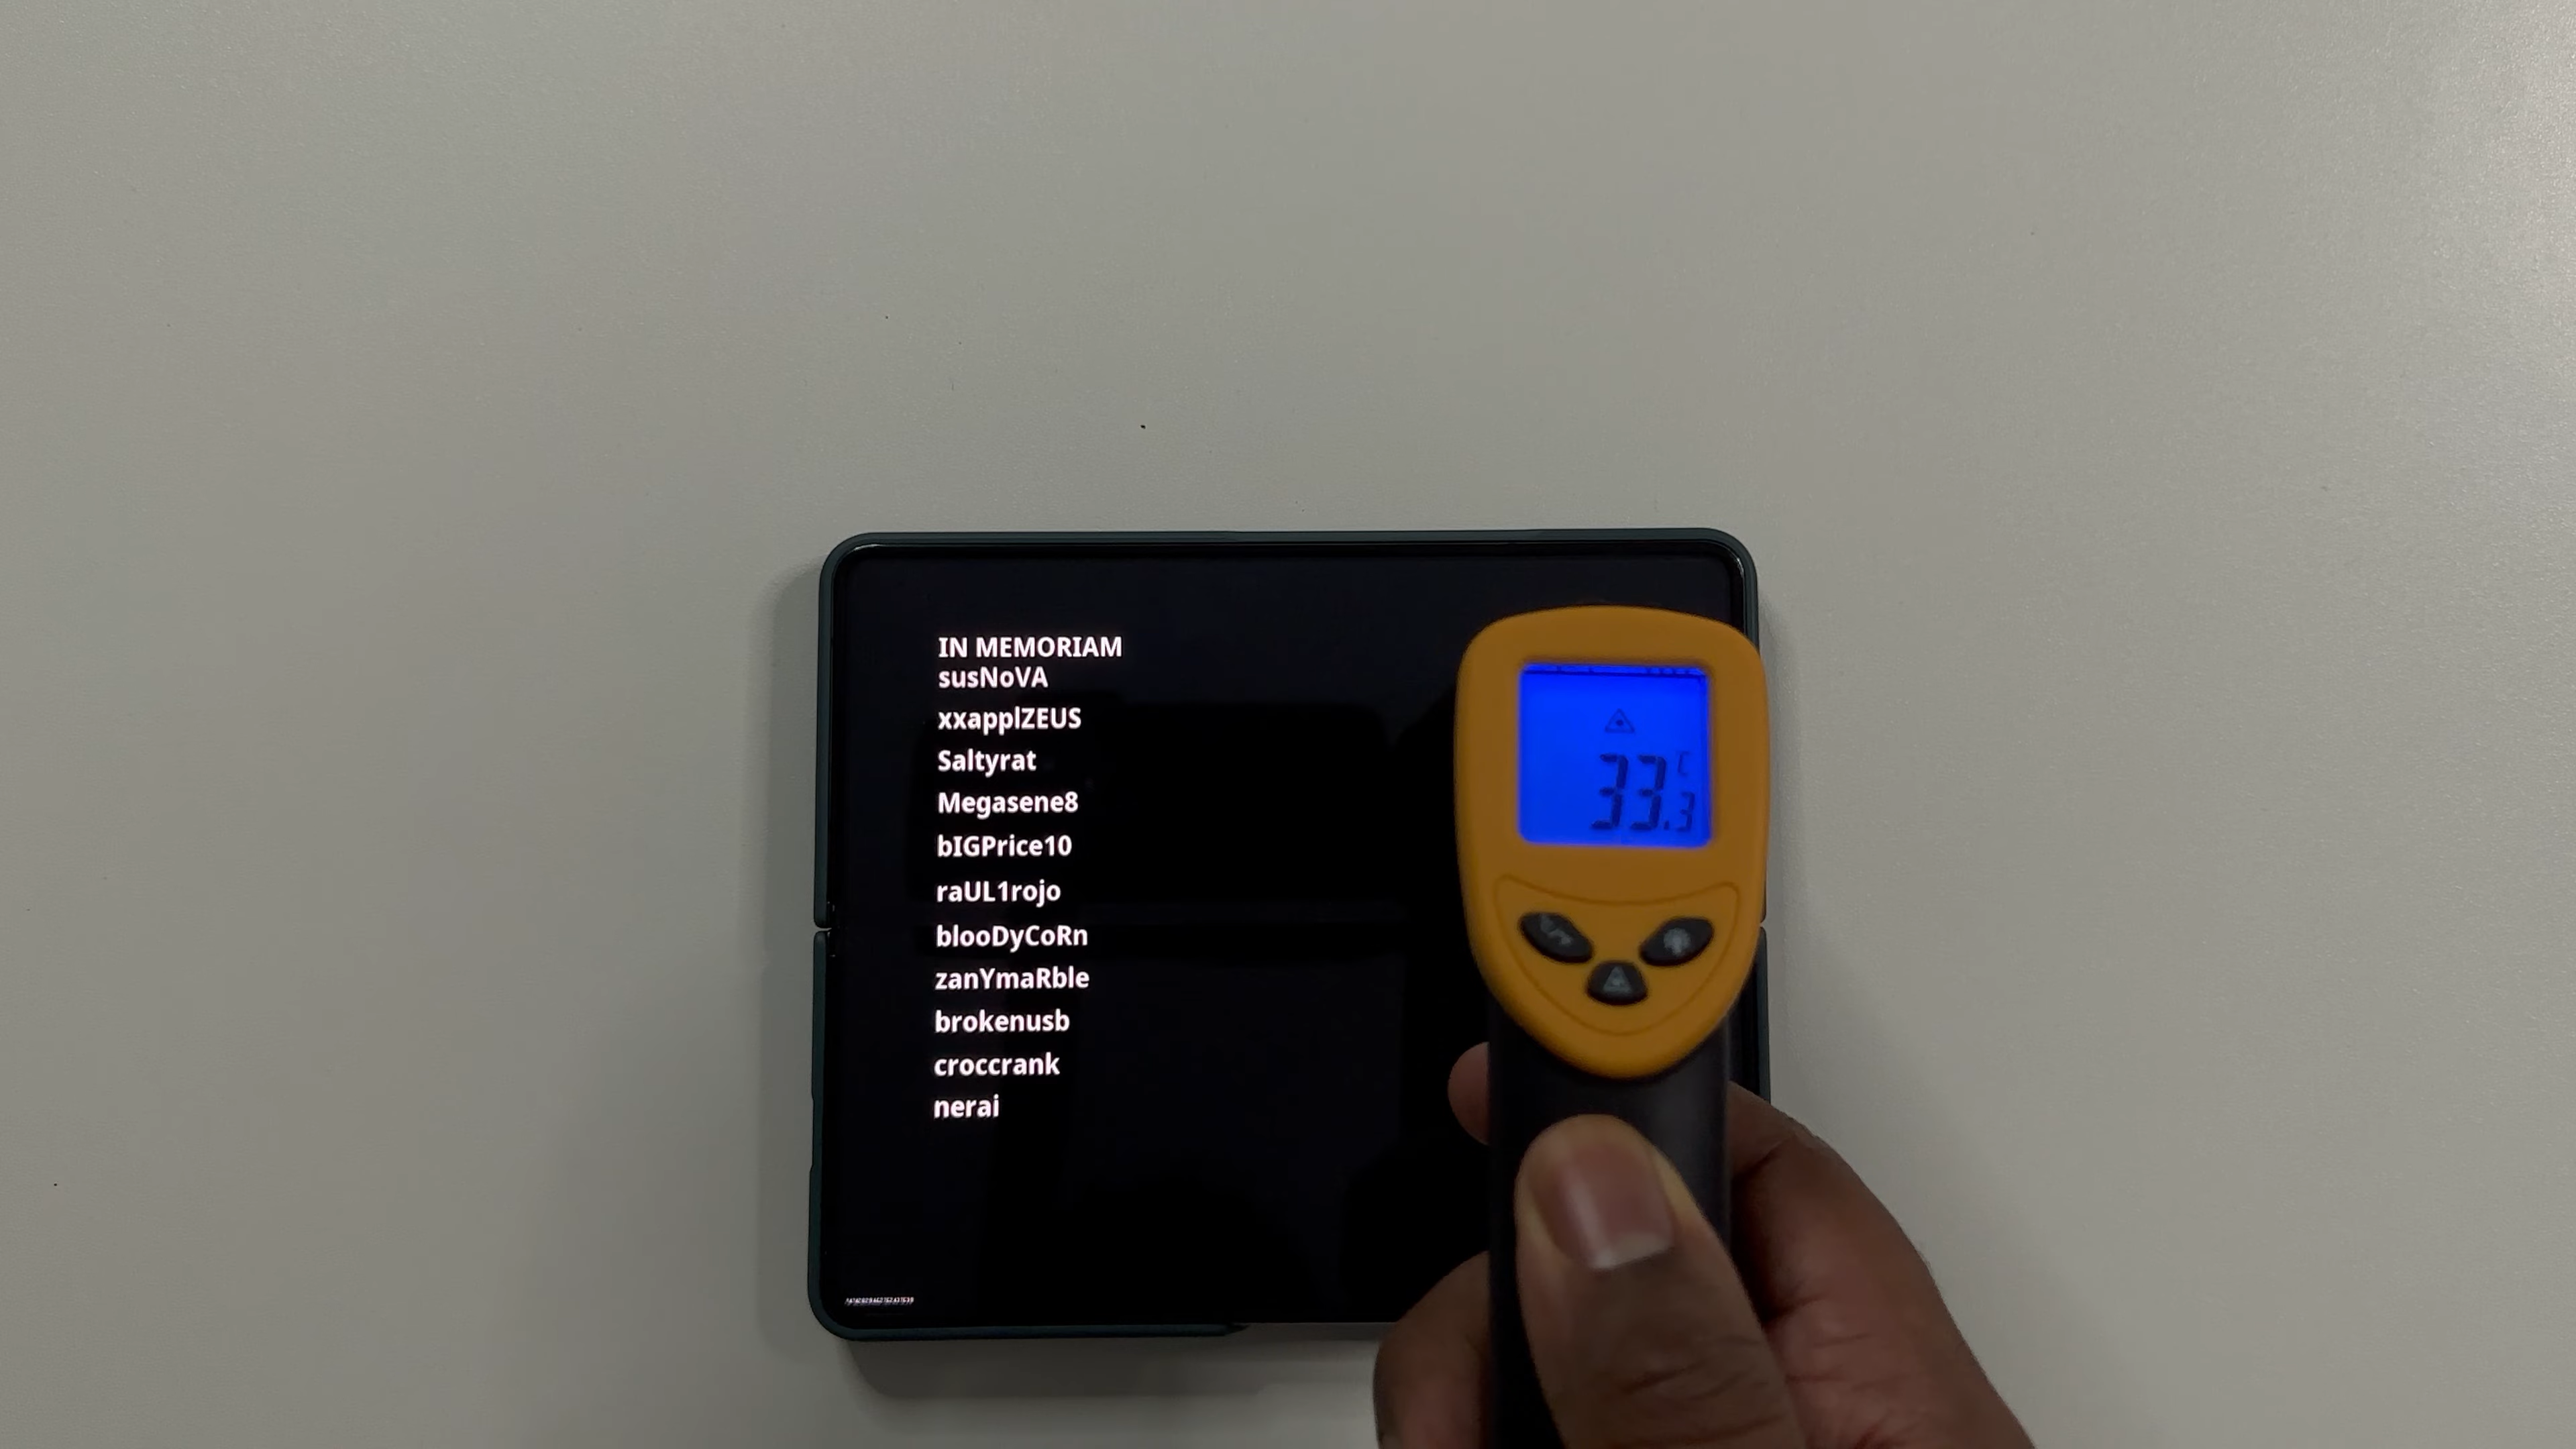 IN MEMORIAM
susNoVA
xxapplZEUS
Saltyrat
Megasene8
bIGPrice10
raUL1rojo
blooDyCoRn
zanYmaRble
brokenusb
croccrank
nerai
33.3 C